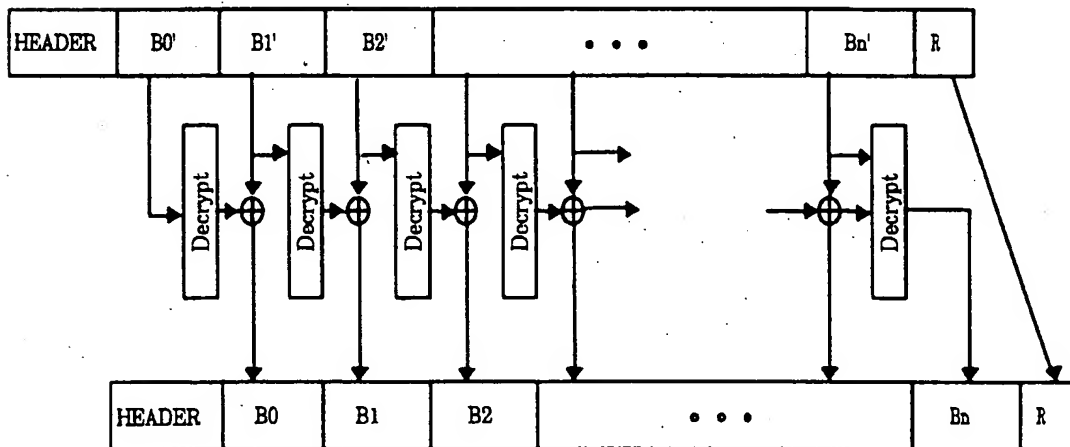 HEADER B0' B1' B2' • • • Bn' R
Decrypt Decrypt Decrypt Decrypt Decrypt
HEADER B0 B1 B2 • • • Bn R